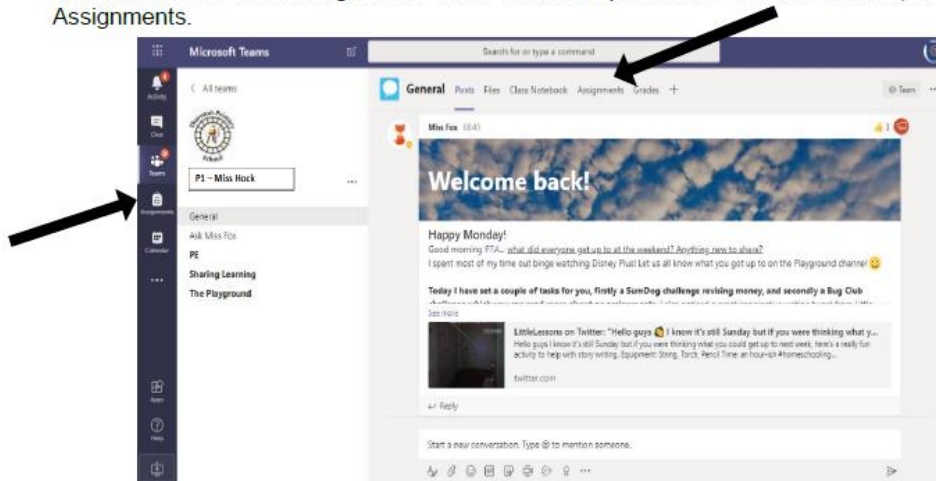 Assignments.
Microsoft Teams
Search for or type a command
Activity
Chat
Teams
Assignments
Calendar
Apps
Help
< All teams
P1 – Miss Hock
General
Ask Miss Fox
PE
Sharing Learning
The Playground
General Posts Files Class Notebook Assignments Grades +
Team
Miss Fox
1
Welcome back!
Happy Monday!
Good morning P7A... what did everyone get up to at the weekend? Anything new to share?
I spent most of my time out binge watching Disney Plus! Let us all know what you got up to on the Playground channel
Today I have set a couple of tasks for you, firstly a SumDog challenge revising money, and secondly a Bug Club
See more
LittleLessons on Twitter: "Hello guys I know it's still Sunday but if you were thinking what y...
Hello guys I know it's still Sunday but if you were thinking what you could get up to next week, here's a really fun
activity to help with story writing. Equipment: String, Torch, Pencil Time: an hour-ish #homeschooling...
twitter.com
Reply
Start a new conversation. Type @ to mention someone.